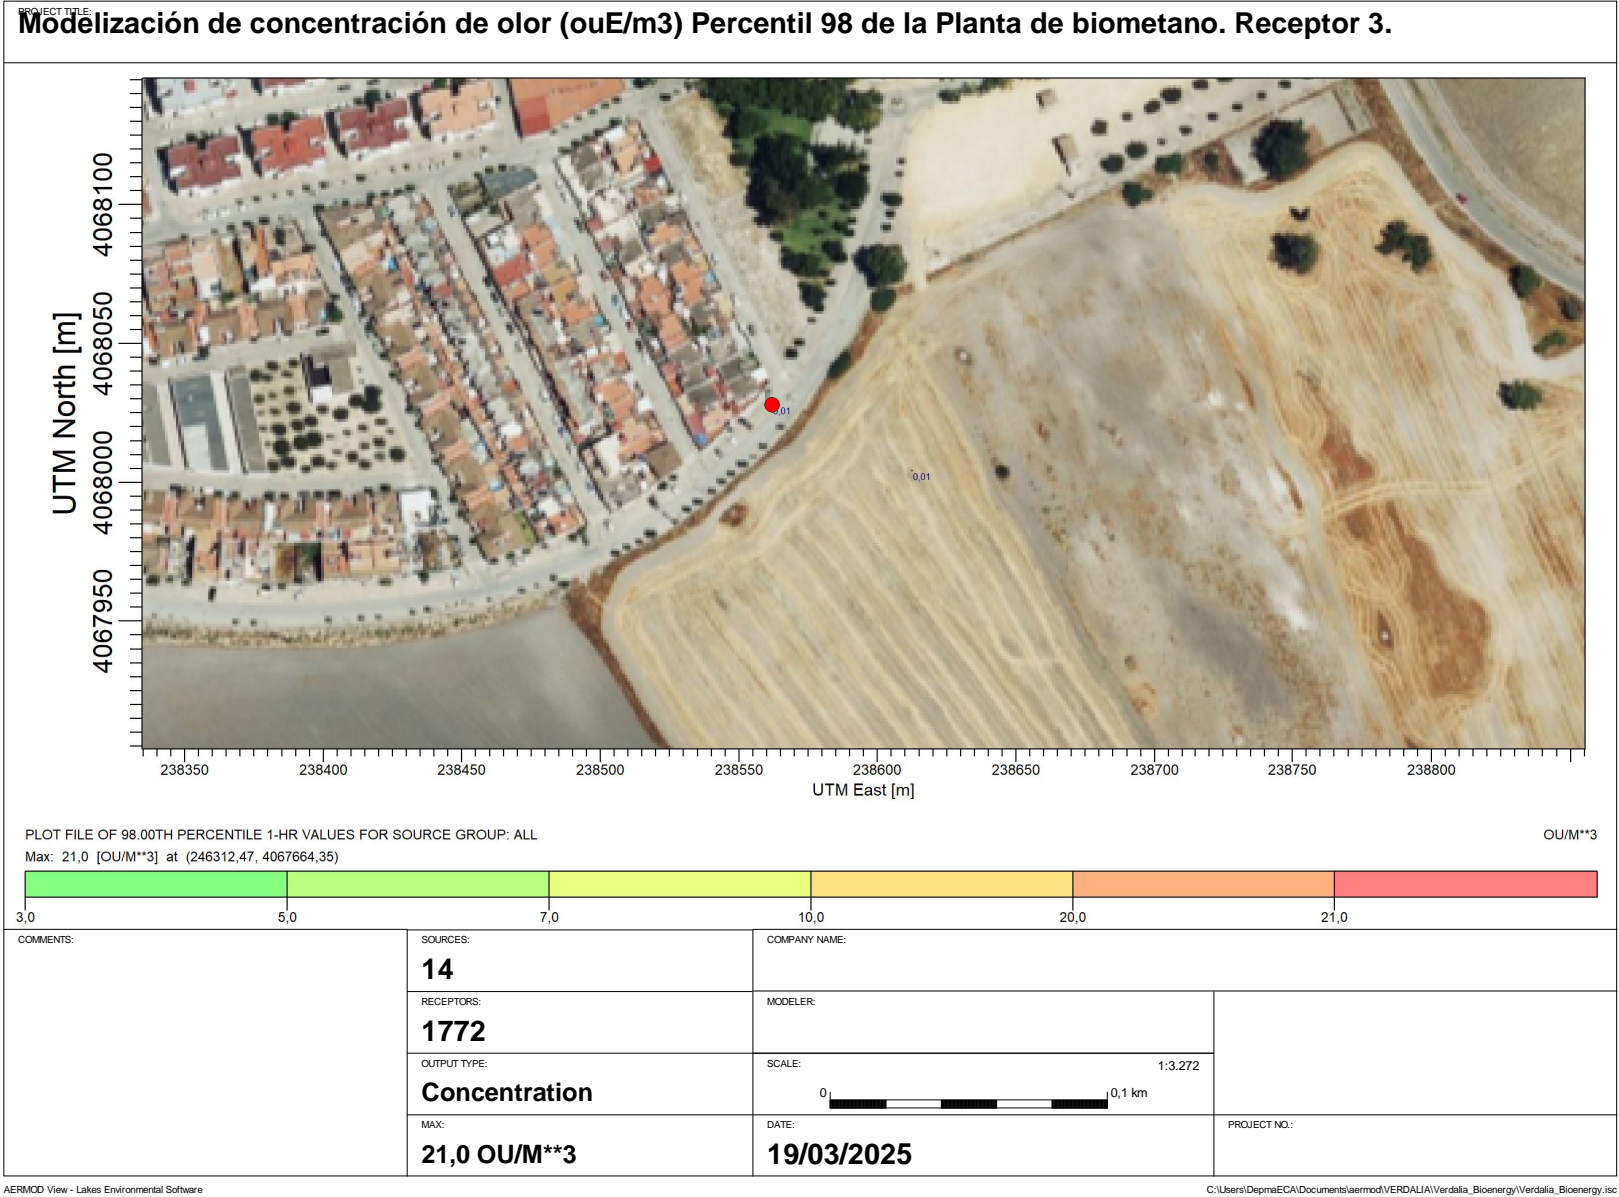 PROJECT TITLE:
Modelización de concentración de olor (ouE/m3) Percentil 98 de la Planta de biometano. Receptor 3.
UTM North [m]
4068100
4068050
4068000
4067950
0,01
0,01
238350 238400 238450 238500 238550 238600 238650 238700 238750 238800
UTM East [m]
PLOT FILE OF 98.00TH PERCENTILE 1-HR VALUES FOR SOURCE GROUP: ALL
OU/M**3
Max: 21,0 [OU/M**3] at (246312,47, 4067664,35)
3,0 5,0 7,0 10,0 20,0 21,0
COMMENTS:
SOURCES:
14
COMPANY NAME:
RECEPTORS:
1772
MODELER:
OUTPUT TYPE:
Concentration
SCALE:
1:3.272
0 0,1 km
MAX:
21,0 OU/M**3
DATE:
19/03/2025
PROJECT NO.:
AERMOD View - Lakes Environmental Software
C:\Users\DepmaECA\Documents\aermod\VERDALIA\Verdalia_Bioenergy\Verdalia_Bioenergy.isc